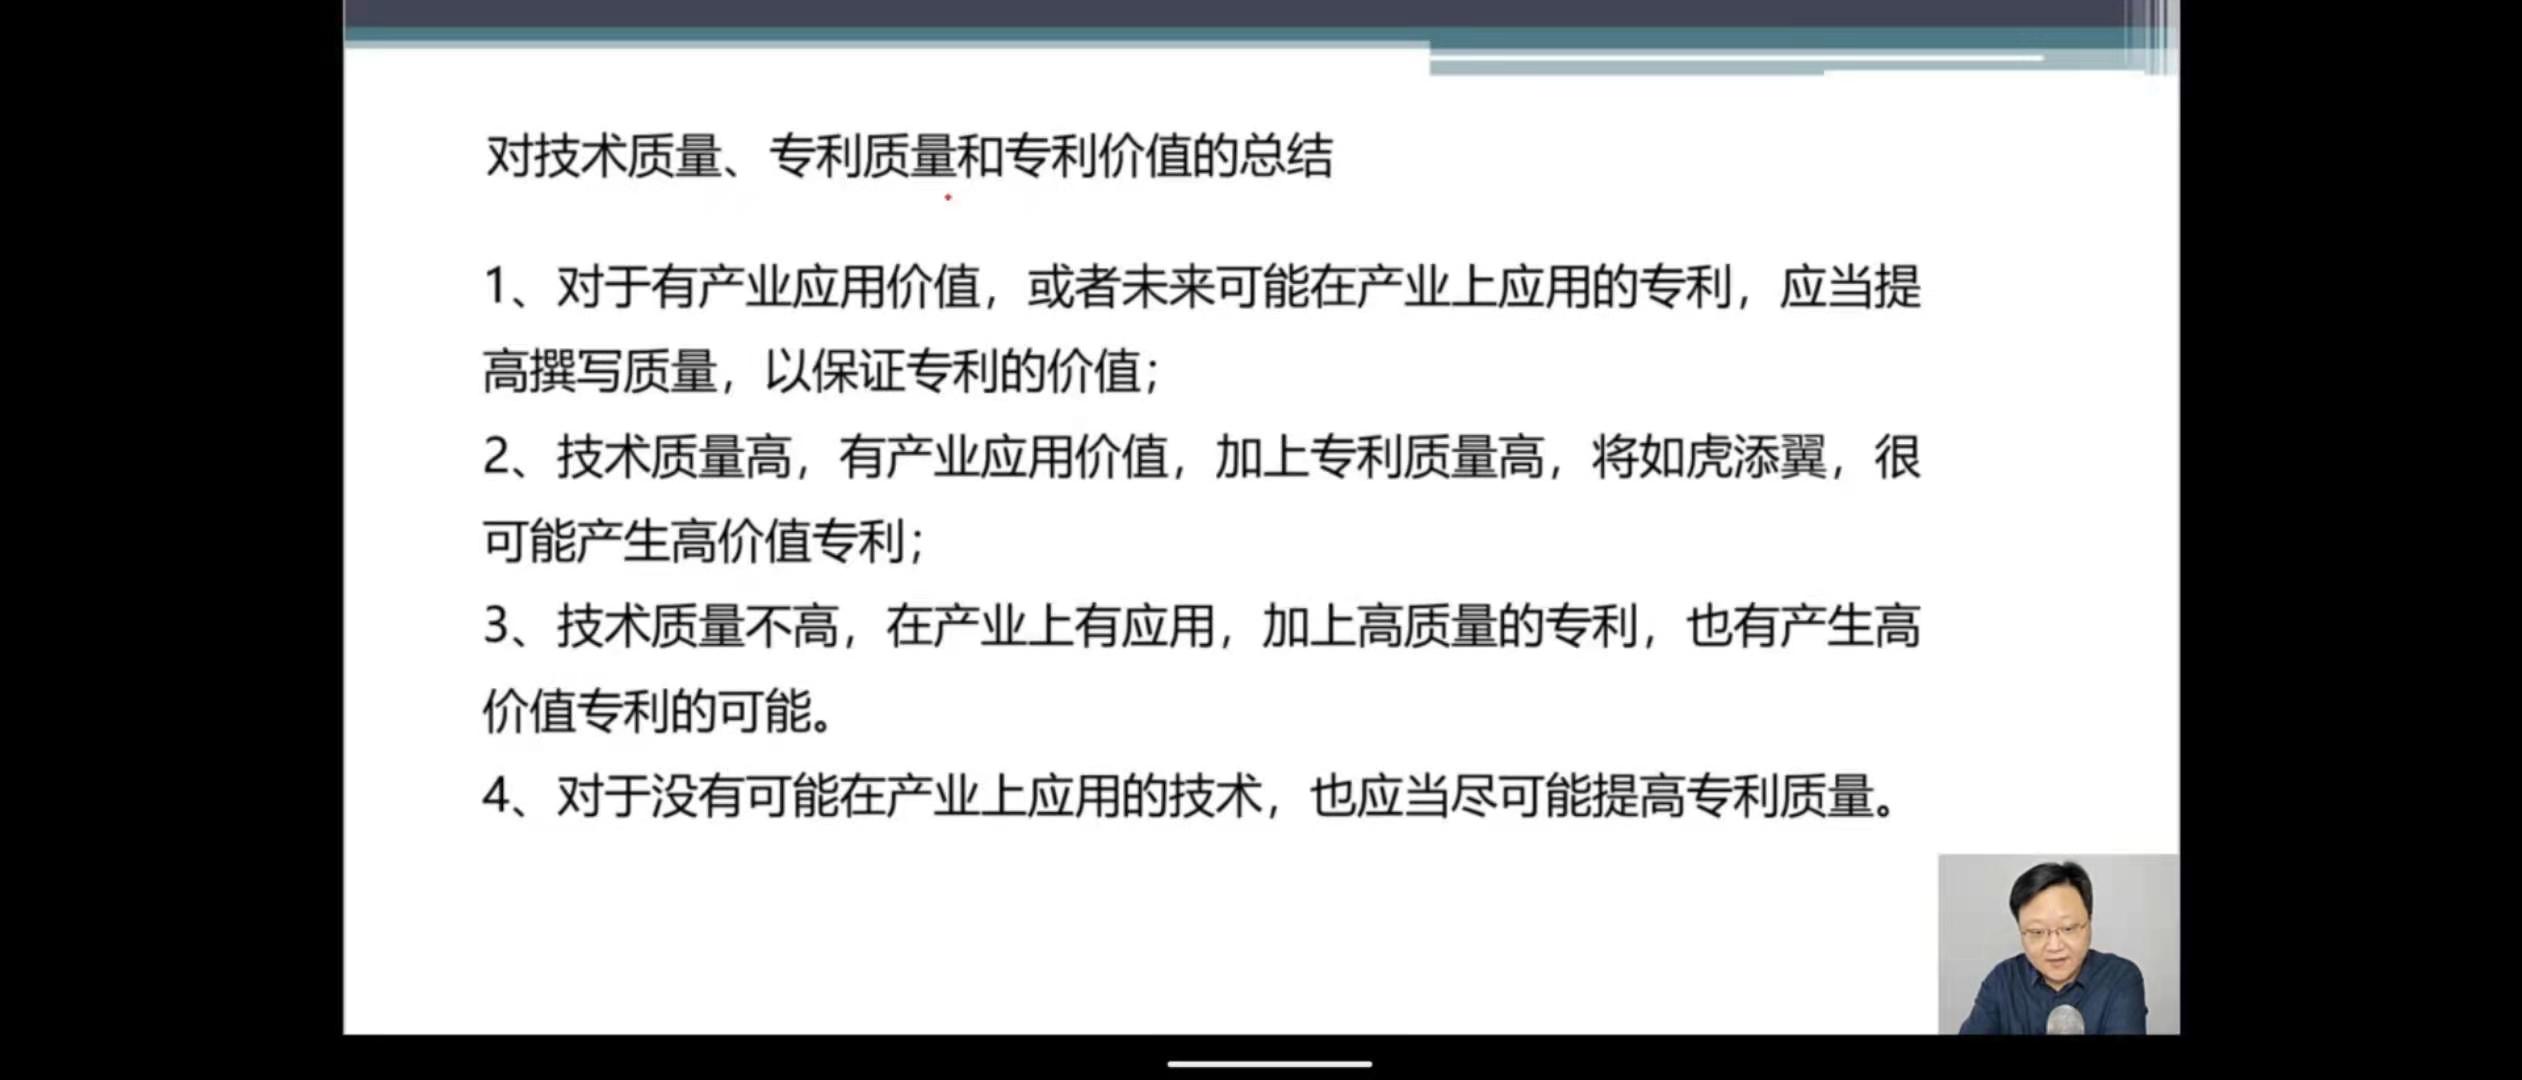 对技术质量、专利质量和专利价值的总结
1、对于有产业应用价值，或者未来可能在产业上应用的专利，应当提
高撰写质量，以保证专利的价值；
2、技术质量高，有产业应用价值，加上专利质量高，将如虎添翼，很
可能产生高价值专利；
3、技术质量不高，在产业上有应用，加上高质量的专利，也有产生高
价值专利的可能。
4、对于没有可能在产业上应用的技术，也应当尽可能提高专利质量。